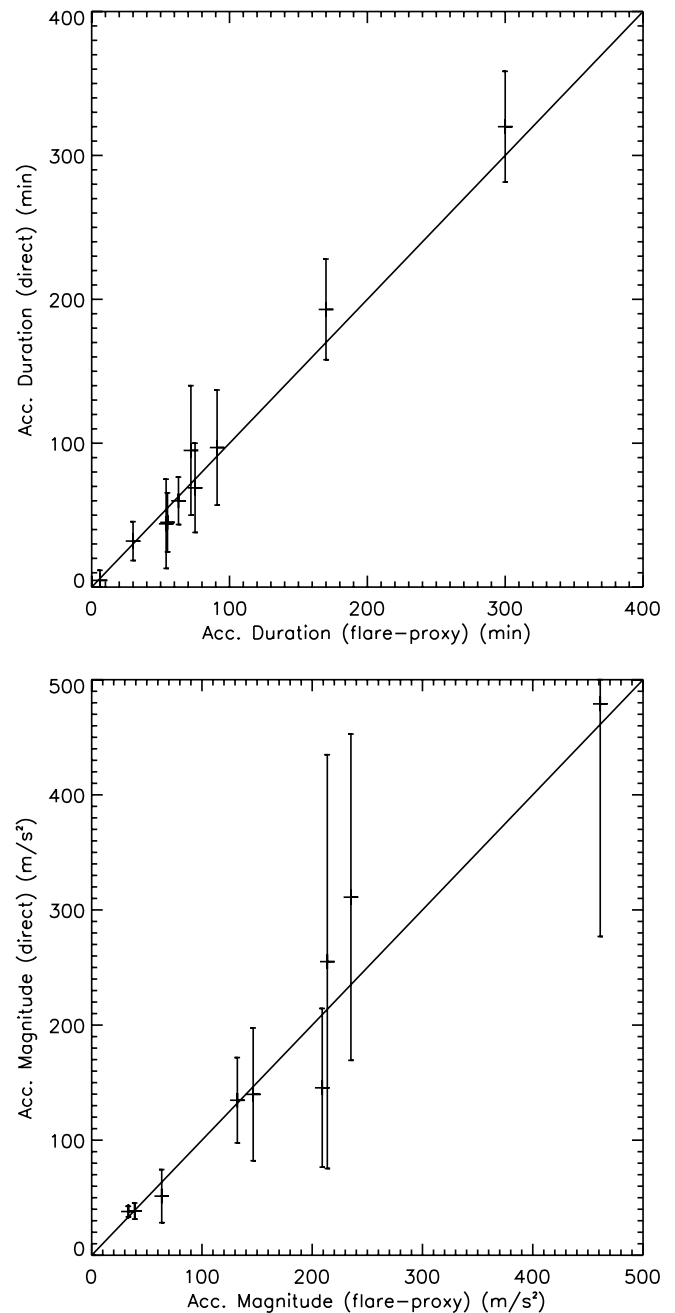 400
300
200
100
0
Acc. Duration (direct) (min)
0 100 200 300 400
Acc. Duration (flare-proxy) (min)
500
400
300
200
100
0
Acc. Magnitude (direct) (m/s²)
0 100 200 300 400 500
Acc. Magnitude (flare-proxy) (m/s²)